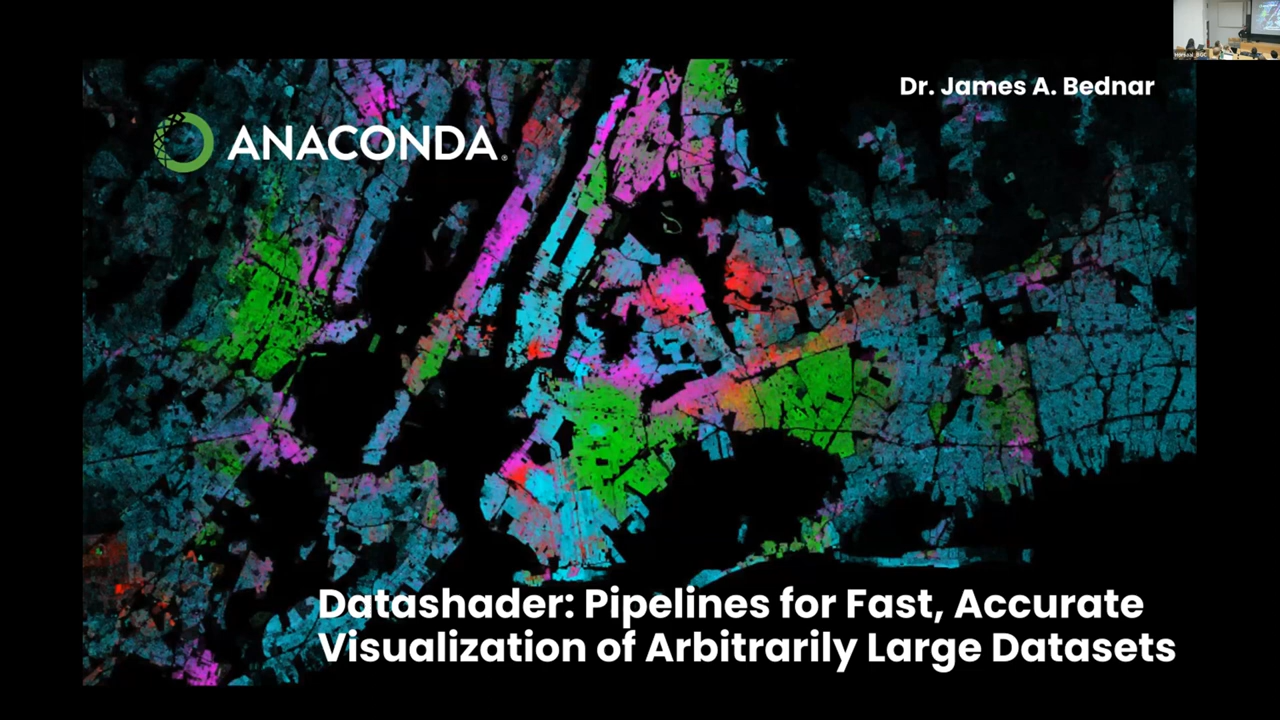 Dr. James A. Bednar
ANACONDA®
Datashader: Pipelines for Fast, Accurate
Visualization of Arbitrarily Large Datasets